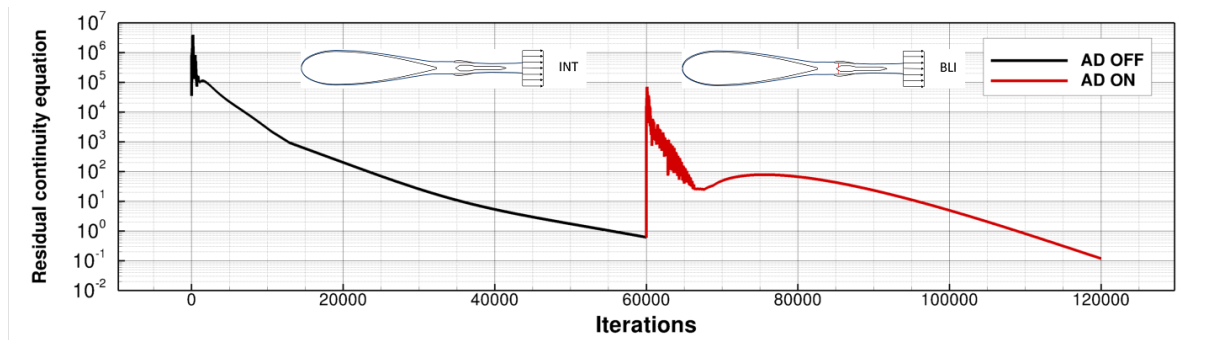 Residual continuity equation
10^7
10^6
10^5
10^4
10^3
10^2
10^1
10^0
10^-1
10^-2
INT
BLI
AD OFF
AD ON
0 20000 40000 60000 80000 100000 120000
Iterations